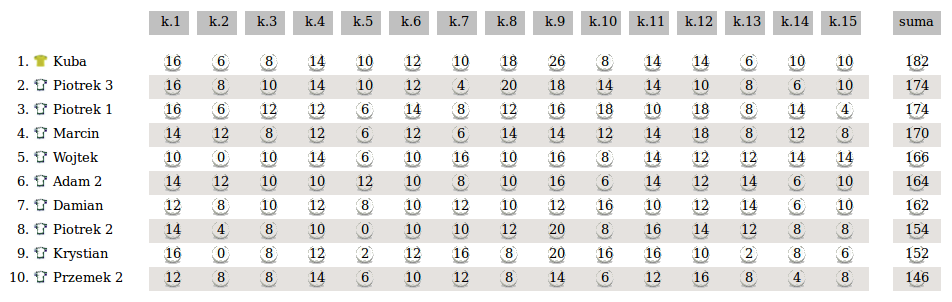 k.1 k.2 k.3 k.4 k.5 k.6 k.7 k.8 k.9 k.10 k.11 k.12 k.13 k.14 k.15 suma
1. Kuba 16 6 8 14 10 12 10 18 26 8 14 14 6 10 10 182
2. Piotrek 3 16 8 10 14 10 12 4 20 18 14 14 10 8 6 10 174
3. Piotrek 1 16 6 12 12 6 14 8 12 16 18 10 18 8 14 4 174
4. Marcin 14 12 8 12 6 12 6 14 14 12 14 18 8 12 8 170
5. Wojtek 10 0 10 14 6 10 16 10 16 8 14 12 12 14 14 166
6. Adam 2 14 12 10 10 12 10 8 10 16 6 14 12 14 6 10 164
7. Damian 12 8 10 12 8 10 12 10 12 16 10 12 14 6 10 162
8. Piotrek 2 14 4 8 10 0 10 10 12 20 8 16 14 12 8 8 154
9. Krystian 16 0 8 12 2 12 16 8 20 16 16 10 2 8 6 152
10. Przemek 2 12 8 8 14 6 10 12 8 14 6 12 16 8 4 8 146